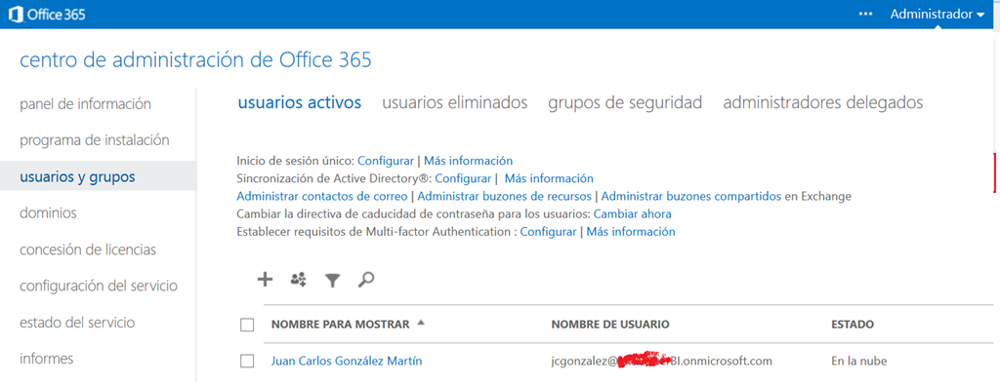 Office 365
··· Administrador
centro de administración de Office 365
panel de información
programa de instalación
usuarios y grupos
dominios
concesión de licencias
configuración del servicio
estado del servicio
informes
usuarios activos usuarios eliminados grupos de seguridad administradores delegados
Inicio de sesión único: Configurar | Más información
Sincronización de Active Directory®: Configurar | Más información
Administrar contactos de correo | Administrar buzones de recursos | Administrar buzones compartidos en Exchange
Cambiar la directiva de caducidad de contraseña para los usuarios: Cambiar ahora
Establecer requisitos de Multi-factor Authentication : Configurar | Más información
NOMBRE PARA MOSTRAR NOMBRE DE USUARIO ESTADO
Juan Carlos González Martín jcgonzalez@ BI.onmicrosoft.com En la nube